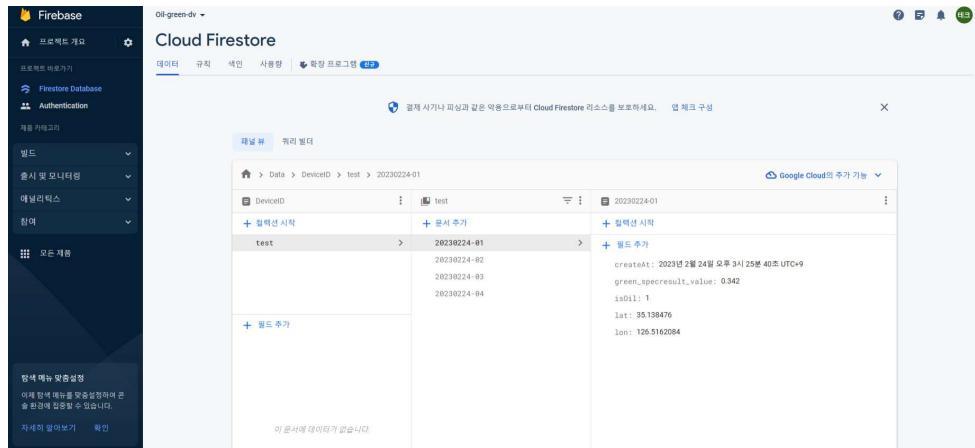 Firebase
Oil-green-dv
테크
프로젝트 개요
Cloud Firestore
프로젝트 바로가기
데이터 규칙 색인 사용량 확장 프로그램 신규
Firestore Database
Authentication
결제 사기나 피싱과 같은 악용으로부터 Cloud Firestore 리소스를 보호하세요. 앱 체크 구성
제품 카테고리
패널 뷰 쿼리 빌더
빌드
출시 및 모니터링
애널리틱스
참여
모든 제품
Data > DeviceID > test > 20230224-01
Google Cloud의 추가 기능
DeviceID
test
20230224-01
+ 컬렉션 시작
+ 문서 추가
+ 컬렉션 시작
test
20230224-01
20230224-02
20230224-03
20230224-04
+ 필드 추가
createAt: 2023년 2월 24일 오후 3시 25분 40초 UTC+9
green_specresult_value: 0.342
isOil: 1
lat: 35.138476
lon: 126.5162084
+ 필드 추가
이 문서에 데이터가 없습니다.
탐색 메뉴 맞춤설정
이제 탐색 메뉴를 맞춤설정하여 콘
솔 환경에 집중할 수 있습니다.
자세히 알아보기 확인